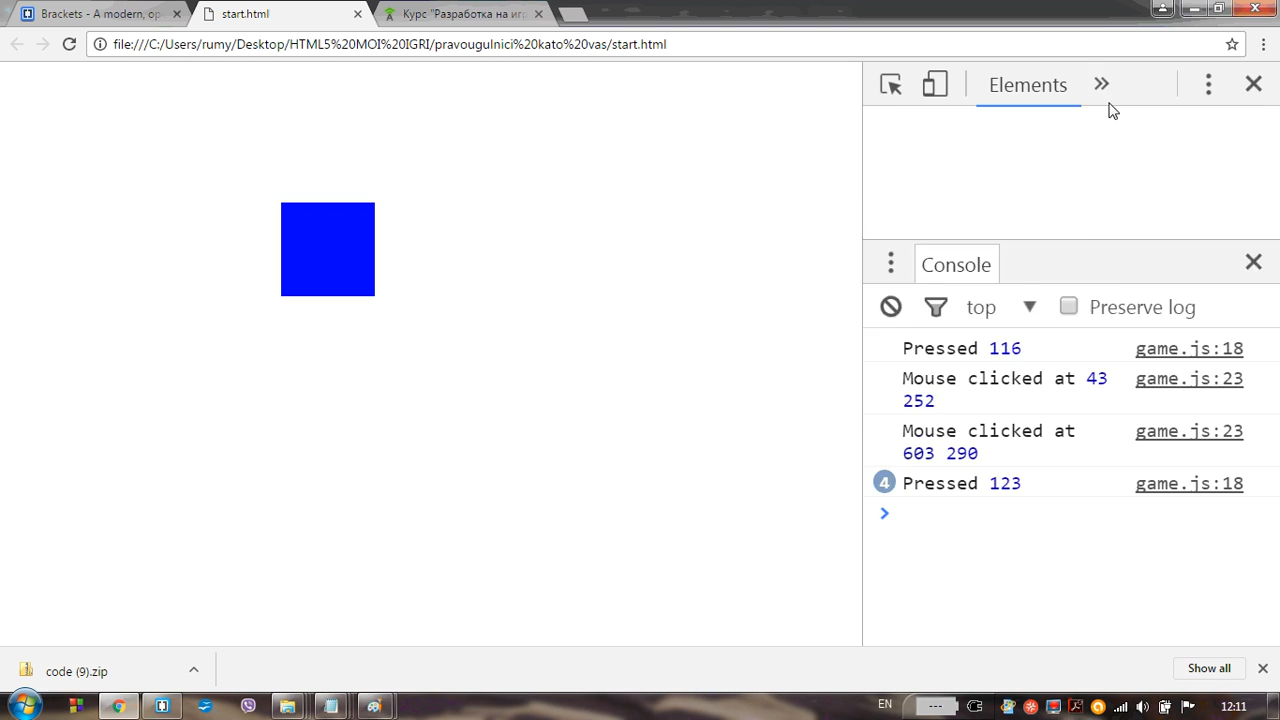 Brackets - A modern, op
start.html
Курс "Разработка на игр
file:///C:/Users/rumy/Desktop/HTML5%20MOI%20IGRI/pravougulnici%20kato%20vas/start.html
Elements
Console
top
Preserve log
Pressed 116 game.js:18
Mouse clicked at 43 game.js:23
252
Mouse clicked at game.js:23
603 290
4 Pressed 123 game.js:18
code (9).zip
Show all
EN
12:11